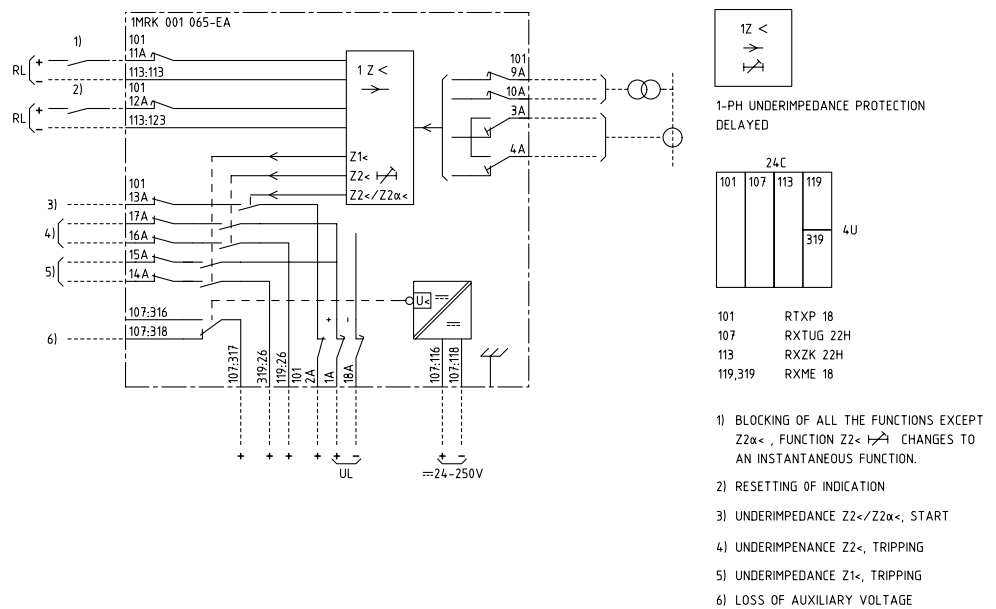 1MRK 001 065-EA
1)
101
11A
RL
+
−
113:113
2)
101
12A
RL
+
−
113:123
1 Z <
101
9A
10A
3A
4A
Z1<
Z2<
Z2</Z2α<
101
3)
13A
4)
17A
16A
5)
15A
14A
107:316
6)
107:318
U<
+ -
107:317
319:26
119:26
101
2A
1A
18A
107:116
107:118
+ + + + + −
UL
+ −
24-250V
1Z <
1-PH UNDERIMPEDANCE PROTECTION
DELAYED
24C
101 107 113 119
319
4U
101 RTXP 18
107 RXTUG 22H
113 RXZK 22H
119,319 RXME 18
1) BLOCKING OF ALL THE FUNCTIONS EXCEPT
Z2α< , FUNCTION Z2< CHANGES TO
AN INSTANTANEOUS FUNCTION.
2) RESETTING OF INDICATION
3) UNDERIMPEDANCE Z2</Z2α<, START
4) UNDERIMPENANCE Z2<, TRIPPING
5) UNDERIMPEDANCE Z1<, TRIPPING
6) LOSS OF AUXILIARY VOLTAGE